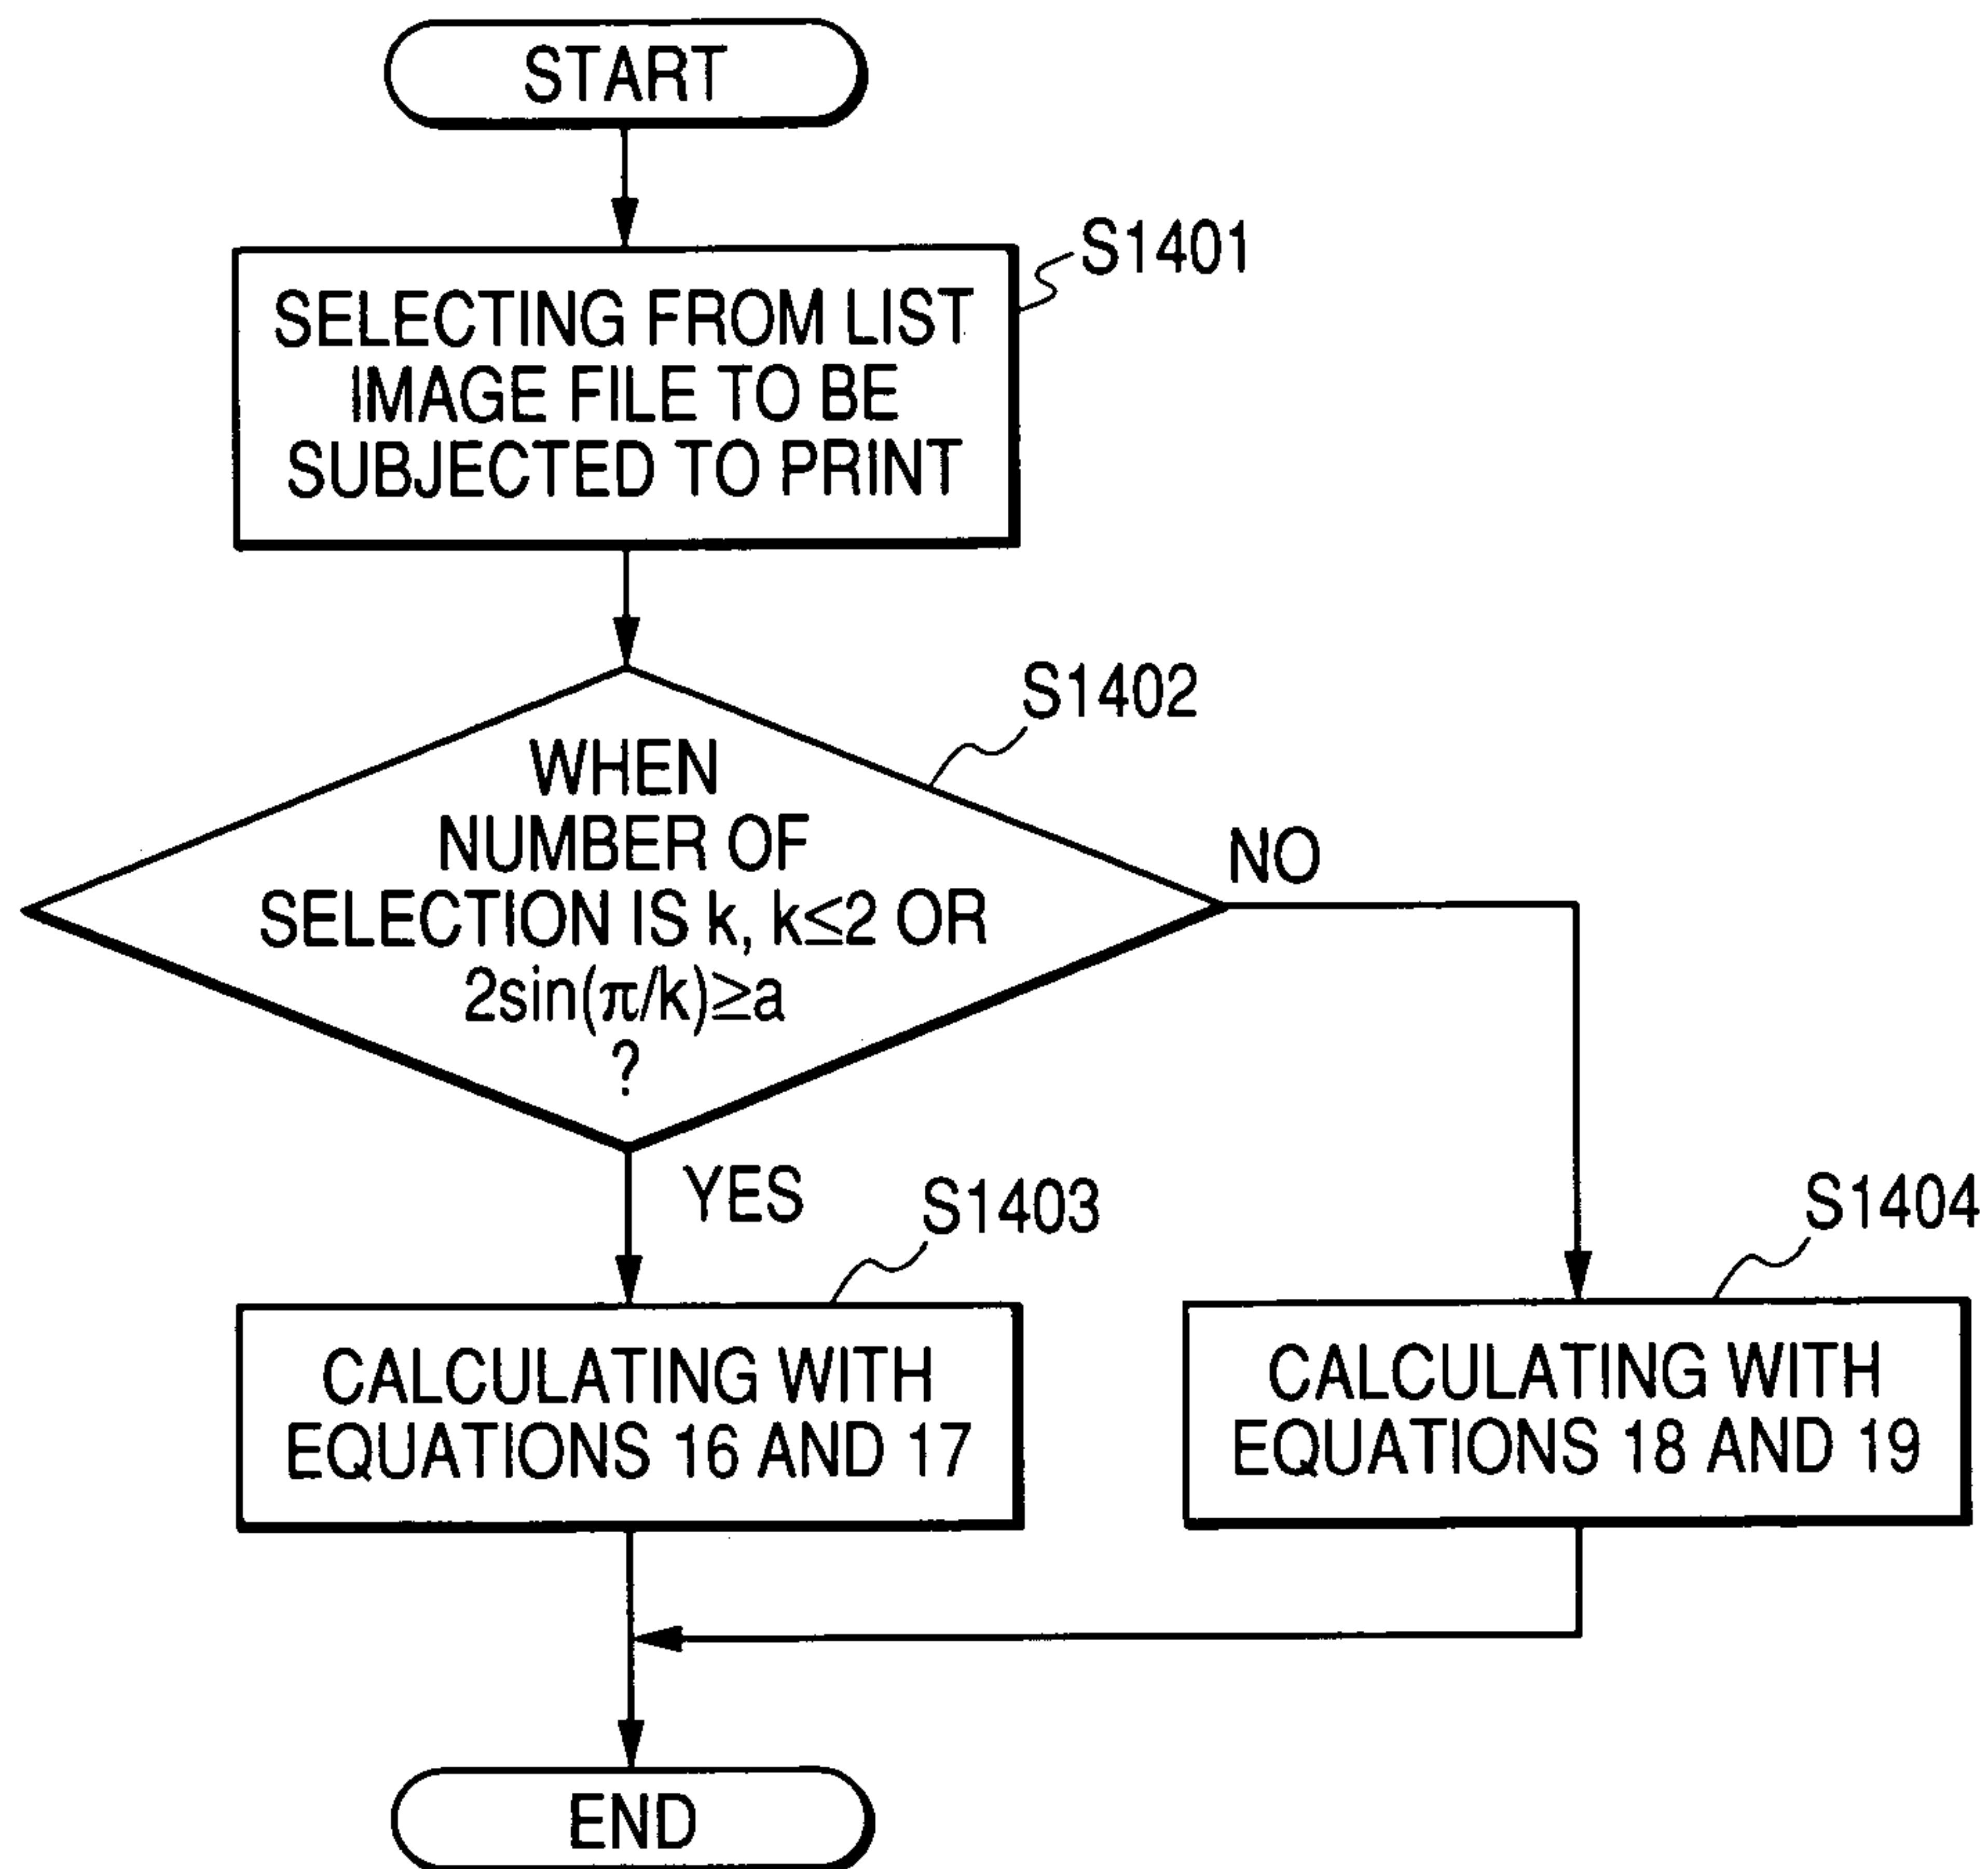 START
S1401
SELECTING FROM LIST
IMAGE FILE TO BE
SUBJECTED TO PRINT
S1402
WHEN
NUMBER OF
SELECTION IS k, k≤2 OR
2sin(π/k)≥a
?
NO
YES
S1403
S1404
CALCULATING WITH
EQUATIONS 16 AND 17
CALCULATING WITH
EQUATIONS 18 AND 19
END